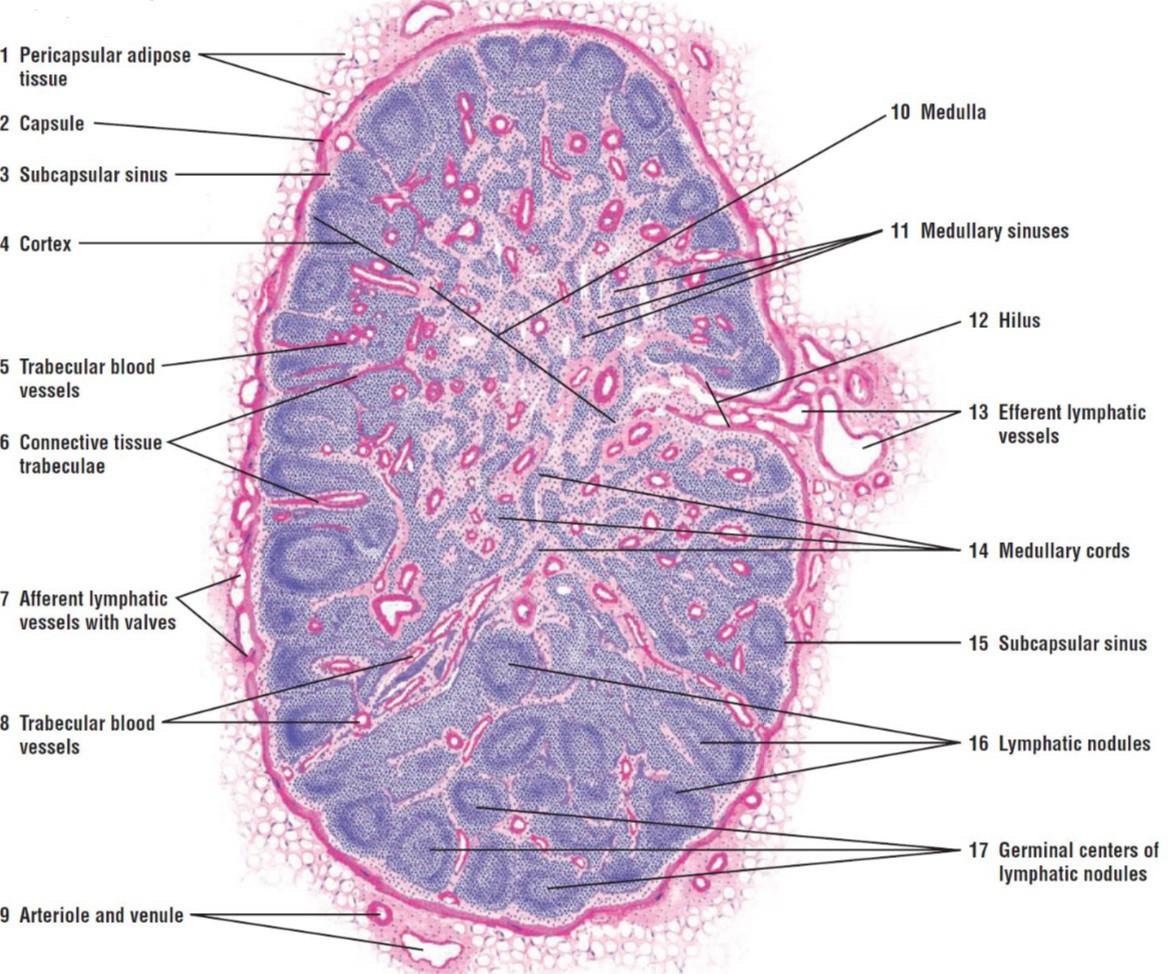 1 Pericapsular adipose
tissue
2 Capsule
3 Subcapsular sinus
4 Cortex
5 Trabecular blood
vessels
6 Connective tissue
trabeculae
7 Afferent lymphatic
vessels with valves
8 Trabecular blood
vessels
9 Arteriole and venule
10 Medulla
11 Medullary sinuses
12 Hilus
13 Efferent lymphatic
vessels
14 Medullary cords
15 Subcapsular sinus
16 Lymphatic nodules
17 Germinal centers of
lymphatic nodules